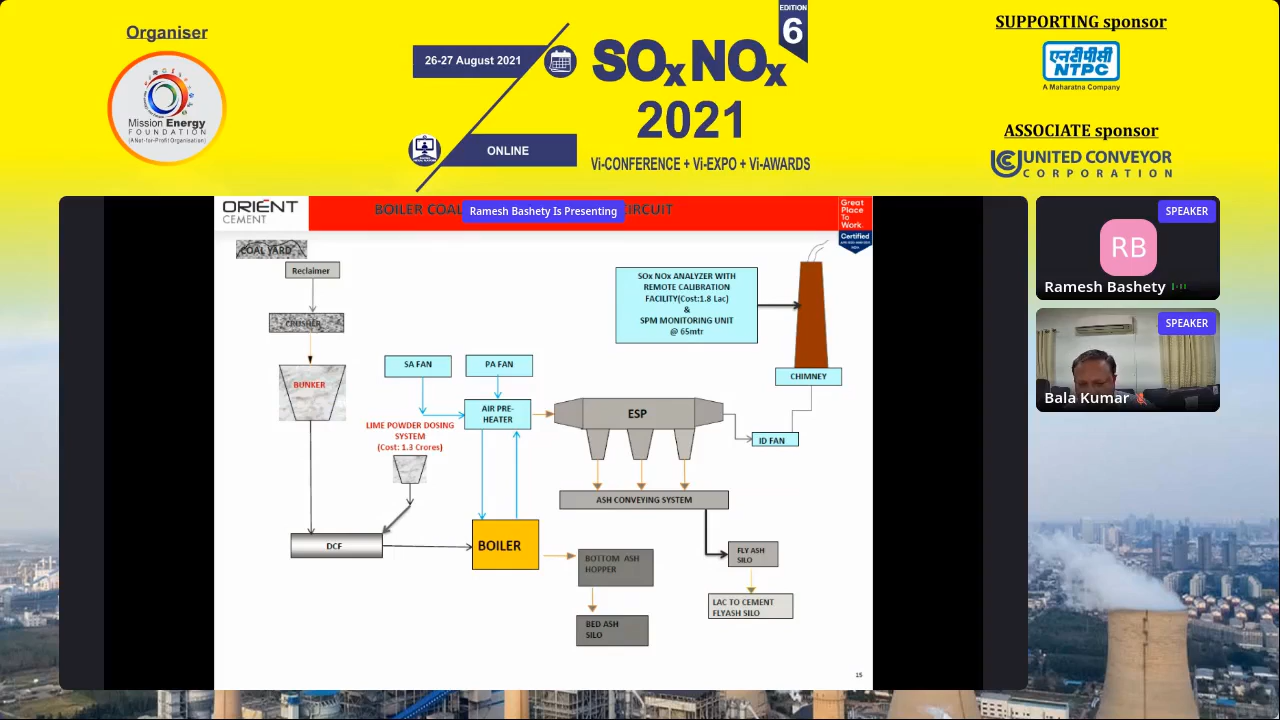 Organiser
Mission Energy
FOUNDATION
(A Not-for-Profit Organisation)
26-27 August 2021
ONLINE
EDITION
6
SOx NOx
2021
Vi-CONFERENCE + Vi-EXPO + Vi-AWARDS
SUPPORTING sponsor
एनटीपीसी
NTPC
A Maharatna Company
ASSOCIATE sponsor
UNITED CONVEYOR
CORPORATION
ORIENT
CEMENT
BOILER COAL
Ramesh Bashety Is Presenting
CIRCUIT
Great
Place
To
Work.
Certified
COAL YARD
Reclaimer
CRUSHER
BUNKER
SA FAN
PA FAN
AIR PRE-
HEATER
LIME POWDER DOSING
SYSTEM
(Cost: 1.3 Crores)
DCF
BOILER
BOTTOM ASH
HOPPER
BED ASH
SILO
ESP
ASH CONVEYING SYSTEM
FLY ASH
SILO
LAC TO CEMENT
FLYASH SILO
ID FAN
CHIMNEY
SOx NOx ANALYZER WITH
REMOTE CALIBRATION
FACILITY(Cost:1.8 Lac)
&
SPM MONITORING UNIT
@ 65mtr
15
SPEAKER
RB
Ramesh Bashety
SPEAKER
Bala Kumar